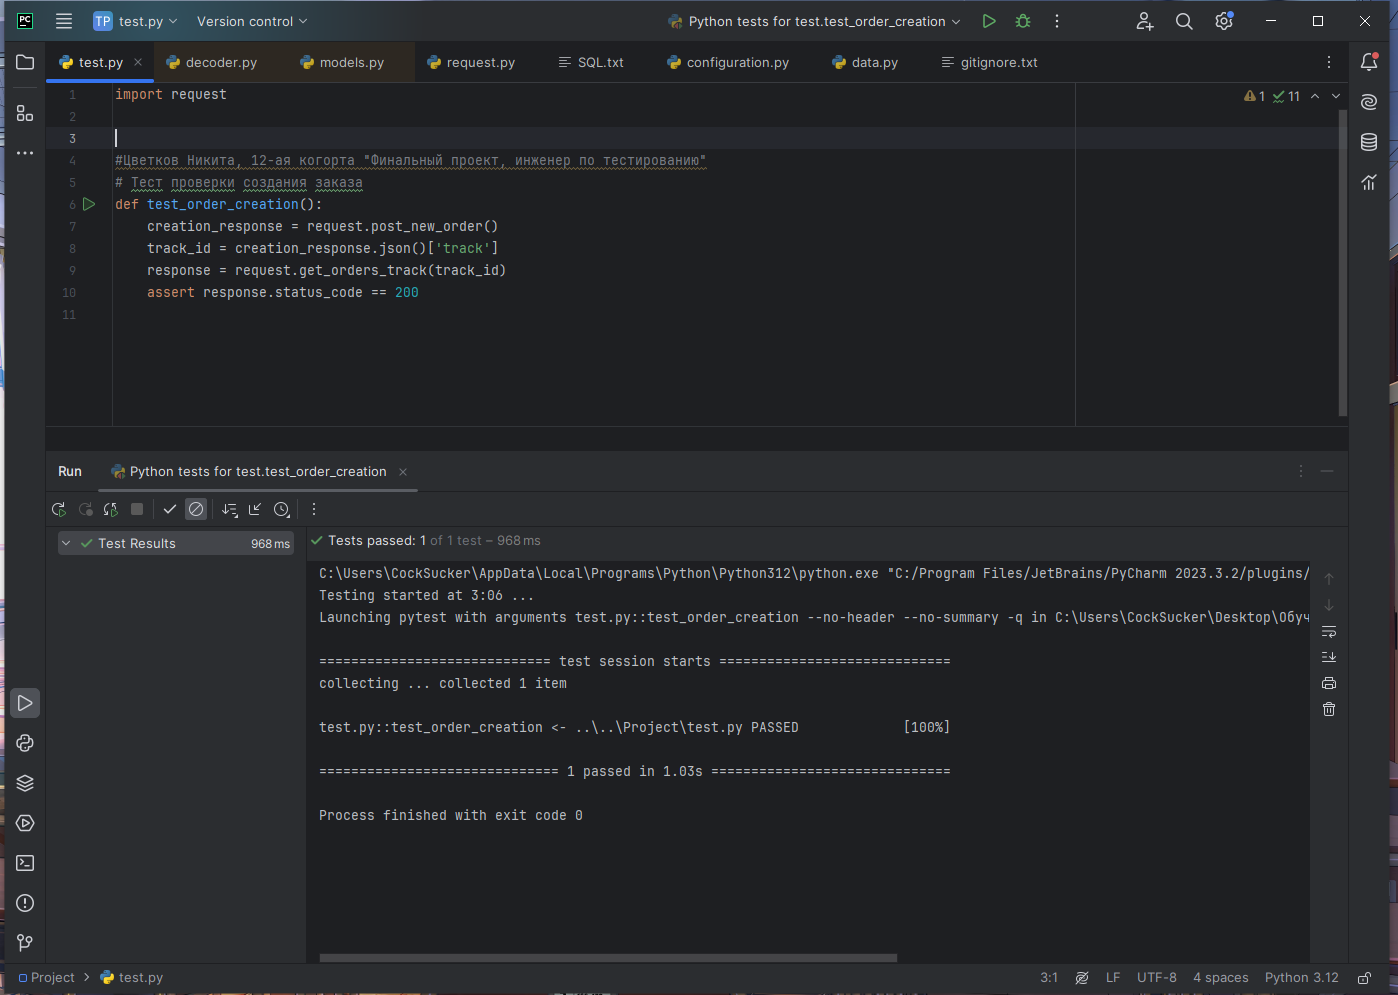 PC TP test.py Version control Python tests for test.test_order_creation
test.py decoder.py models.py request.py SQL.txt configuration.py data.py gitignore.txt
1 import request 1 11
2
3
4 #Цветков Никита, 12-ая когорта "Финальный проект, инженер по тестированию"
5 # Тест проверки создания заказа
6 def test_order_creation():
7 creation_response = request.post_new_order()
8 track_id = creation_response.json()['track']
9 response = request.get_orders_track(track_id)
10 assert response.status_code == 200
11
Run Python tests for test.test_order_creation
Test Results 968 ms
Tests passed: 1 of 1 test – 968 ms
C:\Users\CockSucker\AppData\Local\Programs\Python\Python312\python.exe "C:/Program Files/JetBrains/PyCharm 2023.3.2/plugins/
Testing started at 3:06 ...
Launching pytest with arguments test.py::test_order_creation --no-header --no-summary -q in C:\Users\CockSucker\Desktop\Обуч
============================= test session starts =============================
collecting ... collected 1 item
test.py::test_order_creation <- ..\..\Project\test.py PASSED [100%]
============================== 1 passed in 1.03s ==============================
Process finished with exit code 0
Project > test.py 3:1 LF UTF-8 4 spaces Python 3.12